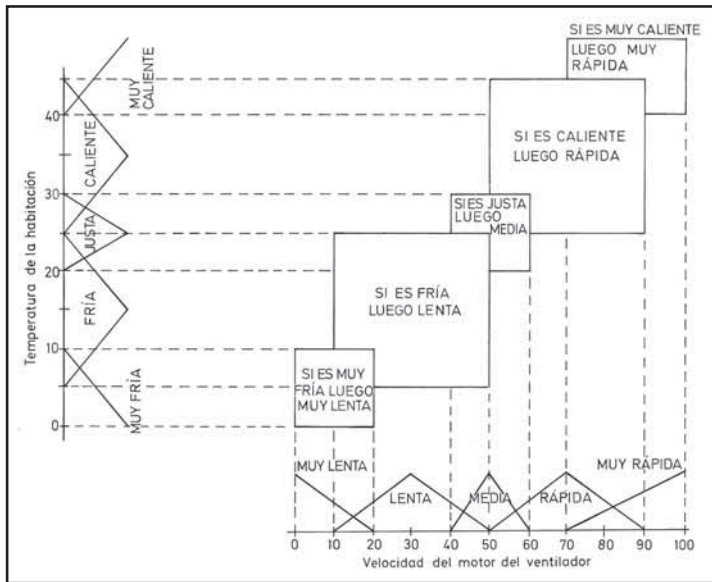 SI ES MUY CALIENTE
LUEGO MUY
RÁPIDA
MUY
CALIENTE
40
CALIENTE
SI ES CALIENTE
LUEGO RÁPIDA
Temperatura de la habitación
30
JUSTA
SI ES JUSTA
LUEGO
MEDIA
20
FRÍA
SI ES FRÍA
LUEGO LENTA
10
MUY FRÍA
SI ES MUY
FRÍA LUEGO
MUY LENTA
0
MUY LENTA
LENTA
MEDIA
RÁPIDA
MUY RÁPIDA
0 10 20 30 40 50 60 70 80 90 100
Velocidad del motor del ventilador